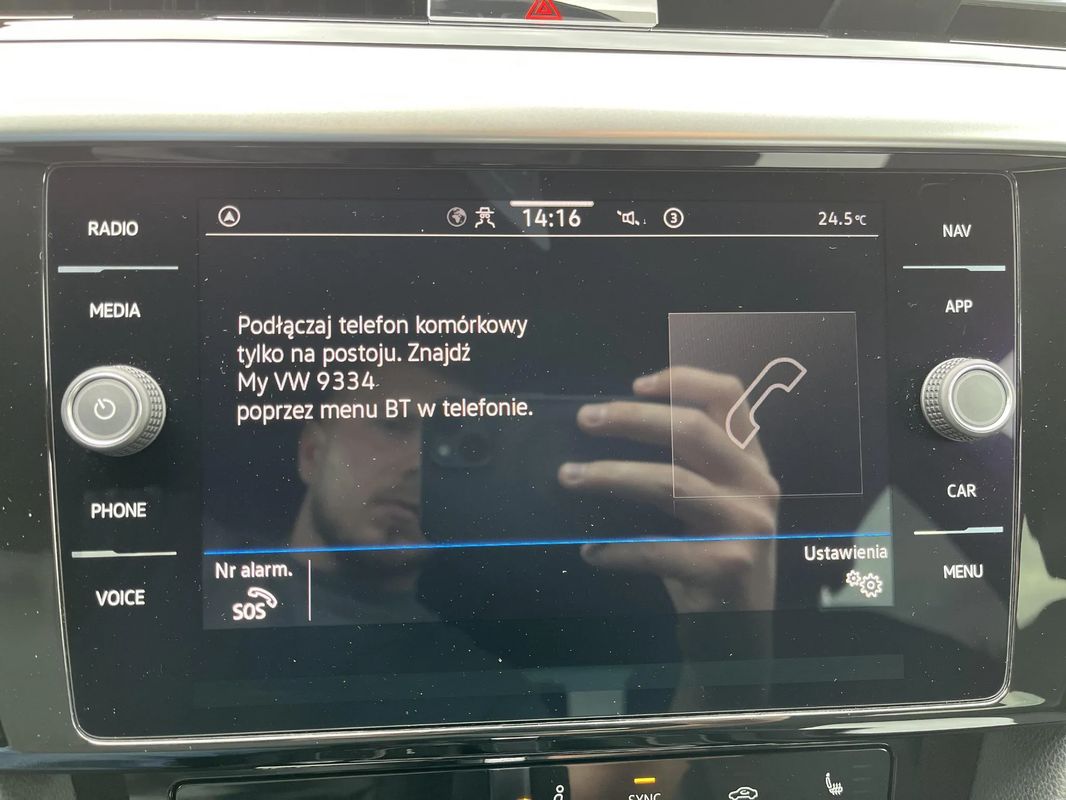 RADIO
MEDIA
PHONE
VOICE
14:16
3
24.5°C
Podłączaj telefon komórkowy
tylko na postoju. Znajdź
My VW 9334
poprzez menu BT w telefonie.
Nr alarm.
SOS
Ustawienia
NAV
APP
CAR
MENU
SYNC